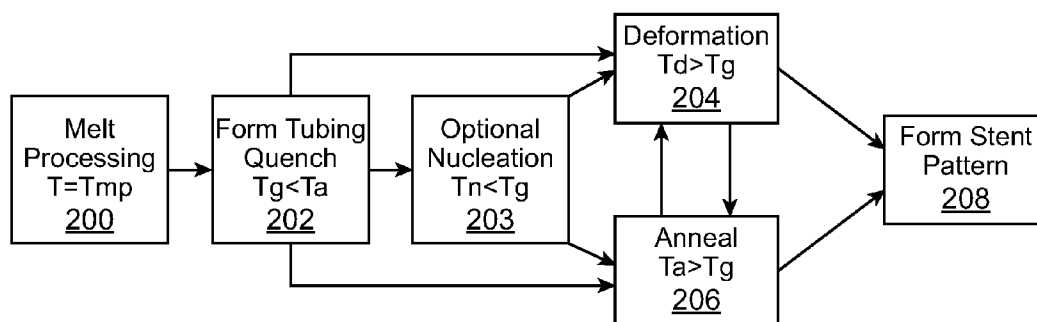 Melt
Processing
T=Tmp
200
Form Tubing
Quench
Tg<Ta
202
Optional
Nucleation
Tn<Tg
203
Deformation
Td>Tg
204
Anneal
Ta>Tg
206
Form Stent
Pattern
208